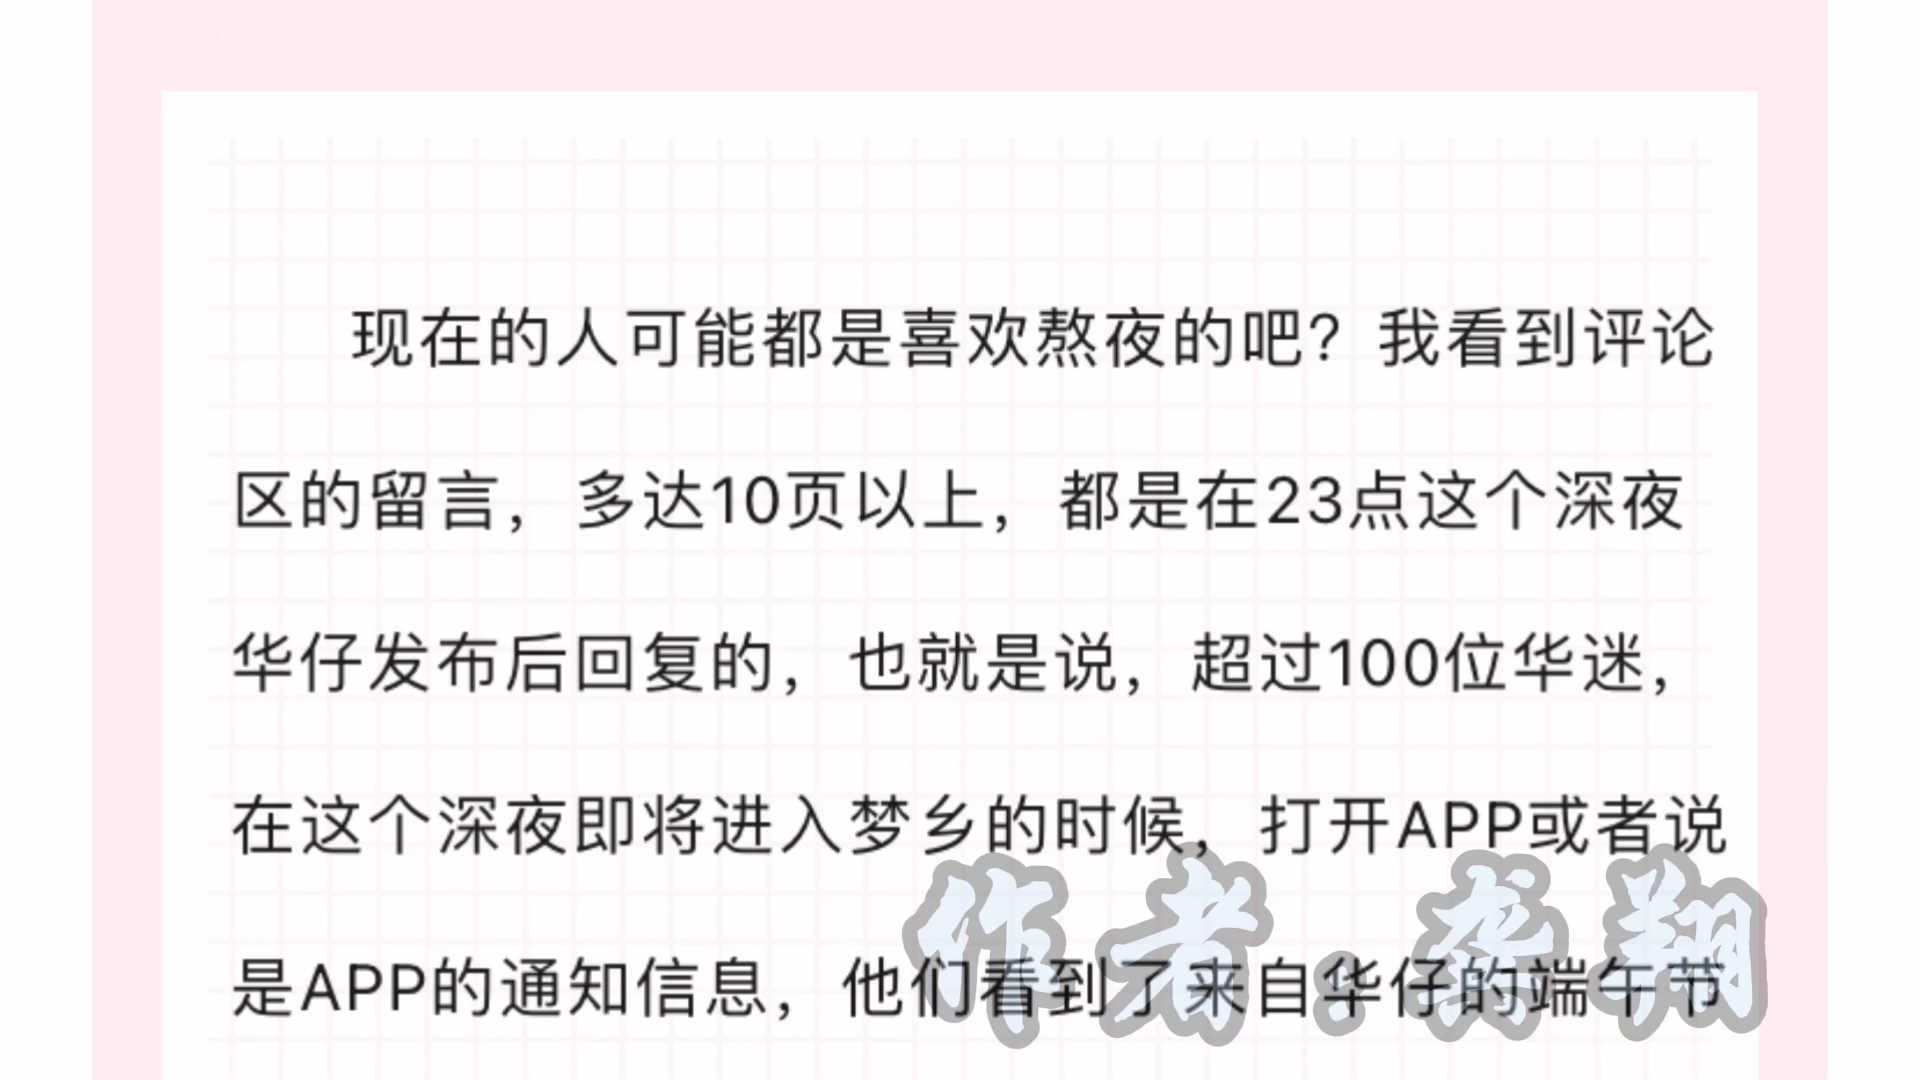 现在的人可能都是喜欢熬夜的吧？我看到评论
区的留言，多达10页以上，都是在23点这个深夜
华仔发布后回复的，也就是说，超过100位华迷，
在这个深夜即将进入梦乡的时候，打开APP或者说
是APP的通知信息，他们看到了来自华仔的端午节
作者：龚翔